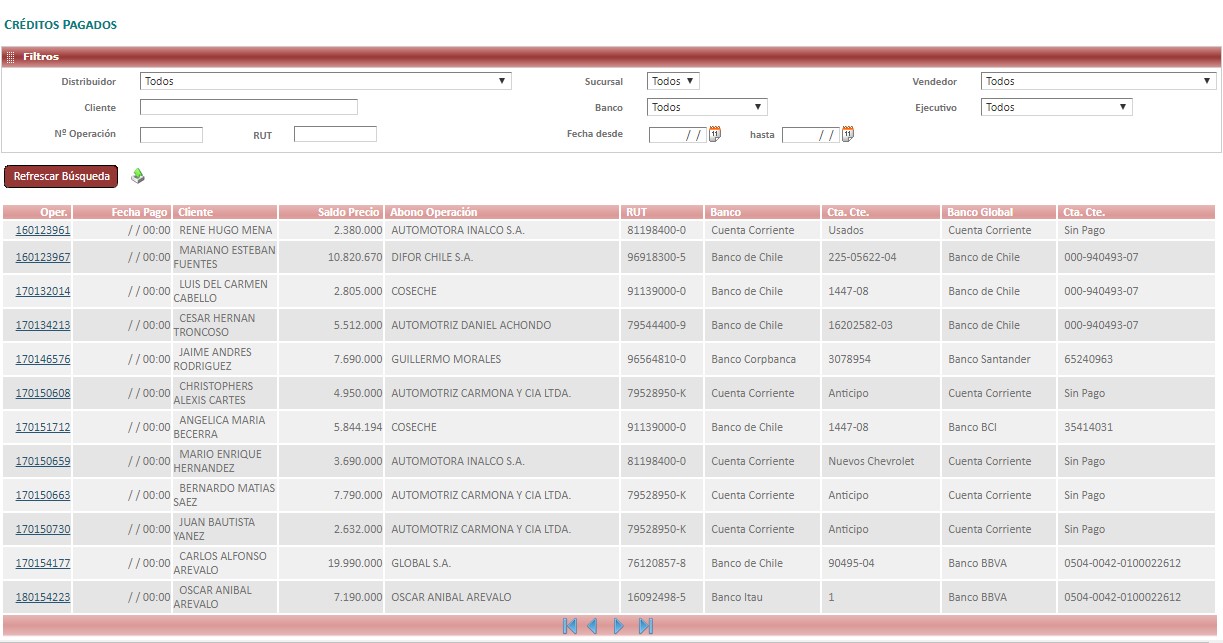 CRÉDITOS PAGADOS
Filtros
Distribuidor Todos Sucursal Todos Vendedor Todos
Cliente Banco Todos Ejecutivo Todos
Nº Operación RUT Fecha desde / / 11 hasta / / 11
Refrescar Búsqueda
Oper. Fecha Pago Cliente Saldo Precio Abono Operación RUT Banco Cta. Cte. Banco Global Cta. Cte.
160123961 / / 00:00 RENE HUGO MENA 2.380.000 AUTOMOTORA INALCO S.A. 81198400-0 Cuenta Corriente Usados Cuenta Corriente Sin Pago
160123967 / / 00:00 MARIANO ESTEBAN FUENTES 10.820.670 DIFOR CHILE S.A. 96918300-5 Banco de Chile 225-05622-04 Banco de Chile 000-940493-07
170132014 / / 00:00 LUIS DEL CARMEN CABELLO 2.805.000 COSECHE 91139000-0 Banco de Chile 1447-08 Banco de Chile 000-940493-07
170134213 / / 00:00 CESAR HERNAN TRONCOSO 5.512.000 AUTOMOTRIZ DANIEL ACHONDO 79544400-9 Banco de Chile 16202582-03 Banco de Chile 000-940493-07
170146576 / / 00:00 JAIME ANDRES RODRIGUEZ 7.690.000 GUILLERMO MORALES 96564810-0 Banco Corpbanca 3078954 Banco Santander 65240963
170150608 / / 00:00 CHRISTOPHERS ALEXIS CARTES 4.950.000 AUTOMOTRIZ CARMONA Y CIA LTDA. 79528950-K Cuenta Corriente Anticipo Cuenta Corriente Sin Pago
170151712 / / 00:00 ANGELICA MARIA BECERRA 5.844.194 COSECHE 91139000-0 Banco de Chile 1447-08 Banco BCI 35414031
170150659 / / 00:00 MARIO ENRIQUE HERNANDEZ 3.690.000 AUTOMOTORA INALCO S.A. 81198400-0 Cuenta Corriente Nuevos Chevrolet Cuenta Corriente Sin Pago
170150663 / / 00:00 BERNARDO MATIAS SAEZ 7.790.000 AUTOMOTRIZ CARMONA Y CIA LTDA. 79528950-K Cuenta Corriente Anticipo Cuenta Corriente Sin Pago
170150730 / / 00:00 JUAN BAUTISTA YANEZ 2.632.000 AUTOMOTRIZ CARMONA Y CIA LTDA. 79528950-K Cuenta Corriente Anticipo Cuenta Corriente Sin Pago
170154177 / / 00:00 CARLOS ALFONSO AREVALO 19.990.000 GLOBAL S.A. 76120857-8 Banco de Chile 90495-04 Banco BBVA 0504-0042-0100022612
180154223 / / 00:00 OSCAR ANIBAL AREVALO 7.190.000 OSCAR ANIBAL AREVALO 16092498-5 Banco Itau 1 Banco BBVA 0504-0042-0100022612